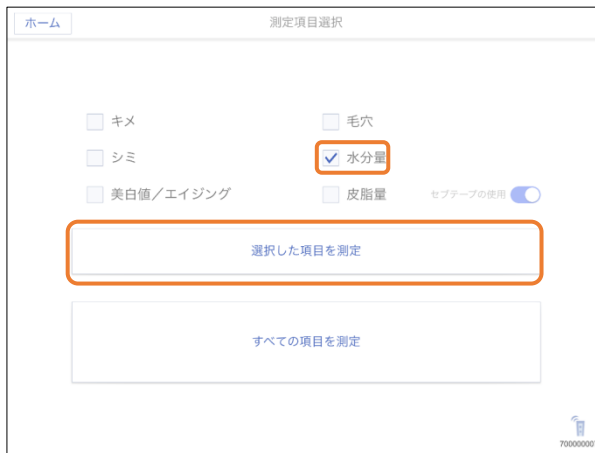 ホーム
測定項目選択
キメ
毛穴
シミ
水分量
美白値／エイジング
皮脂量
セブテープの使用
選択した項目を測定
すべての項目を測定